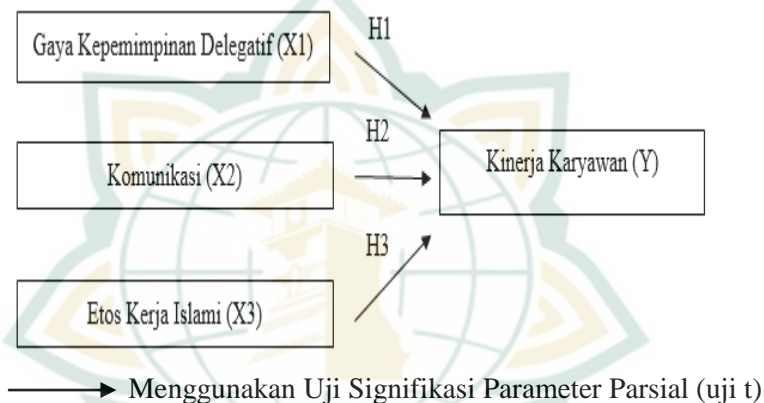 Gaya Kepemimpinan Delegatif (X1)
H1
Komunikasi (X2)
H2
Kinerja Karyawan (Y)
Etos Kerja Islami (X3)
H3
Menggunakan Uji Signifikasi Parameter Parsial (uji t)